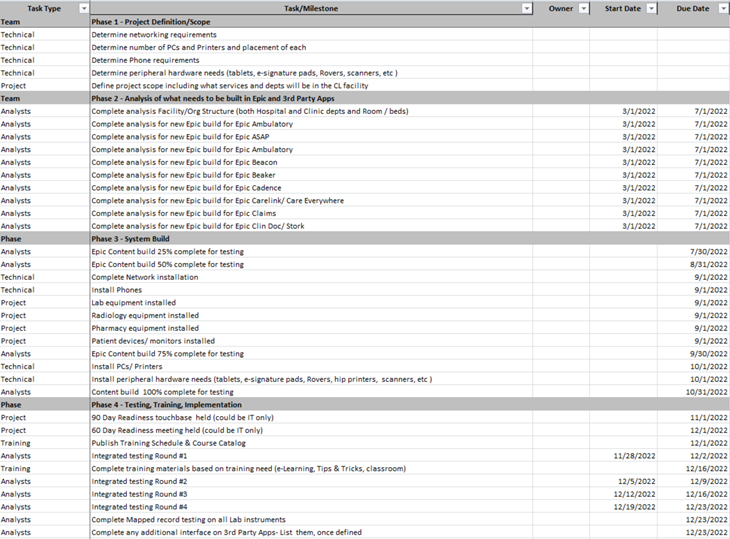 Task Type Task/Milestone Owner Start Date Due Date
Team Phase 1 - Project Definition/Scope
Technical Determine networking requirements
Technical Determine number of PCs and Printers and placement of each
Technical Determine Phone requirements
Technical Determine peripheral hardware needs (tablets, e-signature pads, Rovers, scanners, etc )
Project Define project scope including what services and depts will be in the CL facility
Team Phase 2 - Analysis of what needs to be built in Epic and 3rd Party Apps
Analysts Complete analysis Facility/Org Structure (both Hospital and Clinic depts and Room / beds) 3/1/2022 7/1/2022
Analysts Complete analysis for new Epic build for Epic Ambulatory 3/1/2022 7/1/2022
Analysts Complete analysis for new Epic build for Epic ASAP 3/1/2022 7/1/2022
Analysts Complete analysis for new Epic build for Epic Ambulatory 3/1/2022 7/1/2022
Analysts Complete analysis for new Epic build for Epic Beacon 3/1/2022 7/1/2022
Analysts Complete analysis for new Epic build for Epic Beaker 3/1/2022 7/1/2022
Analysts Complete analysis for new Epic build for Epic Cadence 3/1/2022 7/1/2022
Analysts Complete analysis for new Epic build for Epic Carelink/ Care Everywhere 3/1/2022 7/1/2022
Analysts Complete analysis for new Epic build for Epic Claims 3/1/2022 7/1/2022
Analysts Complete analysis for new Epic build for Epic Clin Doc/ Stork 3/1/2022 7/1/2022
Phase Phase 3 - System Build
Analysts Epic Content build 25% complete for testing 7/30/2022
Analysts Epic Content build 50% complete for testing 8/31/2022
Technical Complete Network installation 9/1/2022
Technical Install Phones 9/1/2022
Project Lab equipment installed 9/1/2022
Project Radiology equipment installed 9/1/2022
Project Pharmacy equipment installed 9/1/2022
Project Patient devices/ monitors installed 9/1/2022
Analysts Epic Content build 75% complete for testing 9/30/2022
Technical Install PCs/ Printers 10/1/2022
Technical Install peripheral hardware needs (tablets, e-signature pads, Rovers, hip printers, scanners, etc ) 10/1/2022
Analysts Content build 100% complete for testing 10/31/2022
Phase Phase 4 - Testing, Training, Implementation
Project 90 Day Readiness touchbase held (could be IT only) 11/1/2022
Project 60 Day Readiness meeting held (could be IT only) 12/1/2022
Training Publish Training Schedule & Course Catalog 12/1/2022
Analysts Integrated testing Round #1 11/28/2022 12/2/2022
Training Complete training materials based on training need (e-Learning, Tips & Tricks, classroom) 12/16/2022
Analysts Integrated testing Round #2 12/5/2022 12/9/2022
Analysts Integrated testing Round #3 12/12/2022 12/16/2022
Analysts Integrated testing Round #4 12/19/2022 12/23/2022
Analysts Complete Mapped record testing on all Lab instruments 12/23/2022
Analysts Complete any additional interface on 3rd Party Apps- List them, once defined 12/23/2022